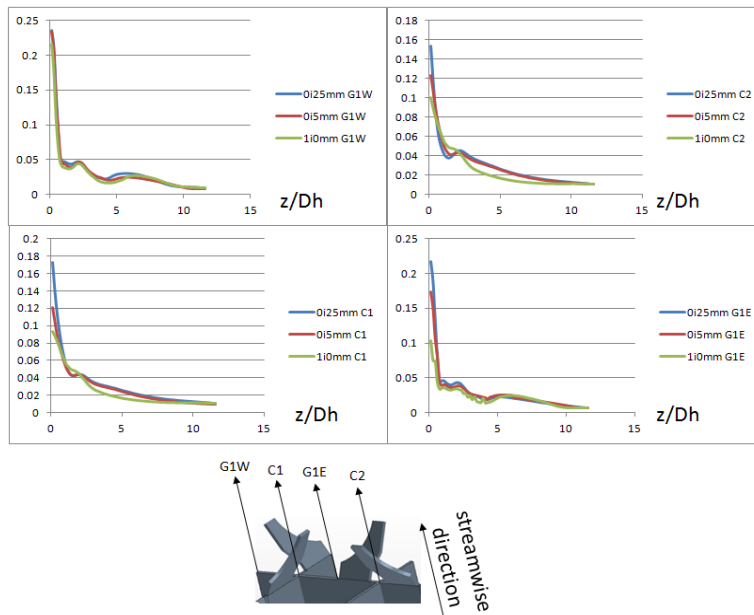 0.25
0.2
0.15
0.1
0.05
0
0 5 10 15
z/Dh
0i25mm G1W
0i5mm G1W
1i0mm G1W
0.18
0.16
0.14
0.12
0.1
0.08
0.06
0.04
0.02
0
0 5 10 15
z/Dh
0i25mm C2
0i5mm C2
1i0mm C2
0.2
0.18
0.16
0.14
0.12
0.1
0.08
0.06
0.04
0.02
0
0 5 10 15
z/Dh
0i25mm C1
0i5mm C1
1i0mm C1
0.25
0.2
0.15
0.1
0.05
0
0 5 10 15
z/Dh
0i25mm G1E
0i5mm G1E
1i0mm G1E
G1W C1 G1E C2
streamwise
direction